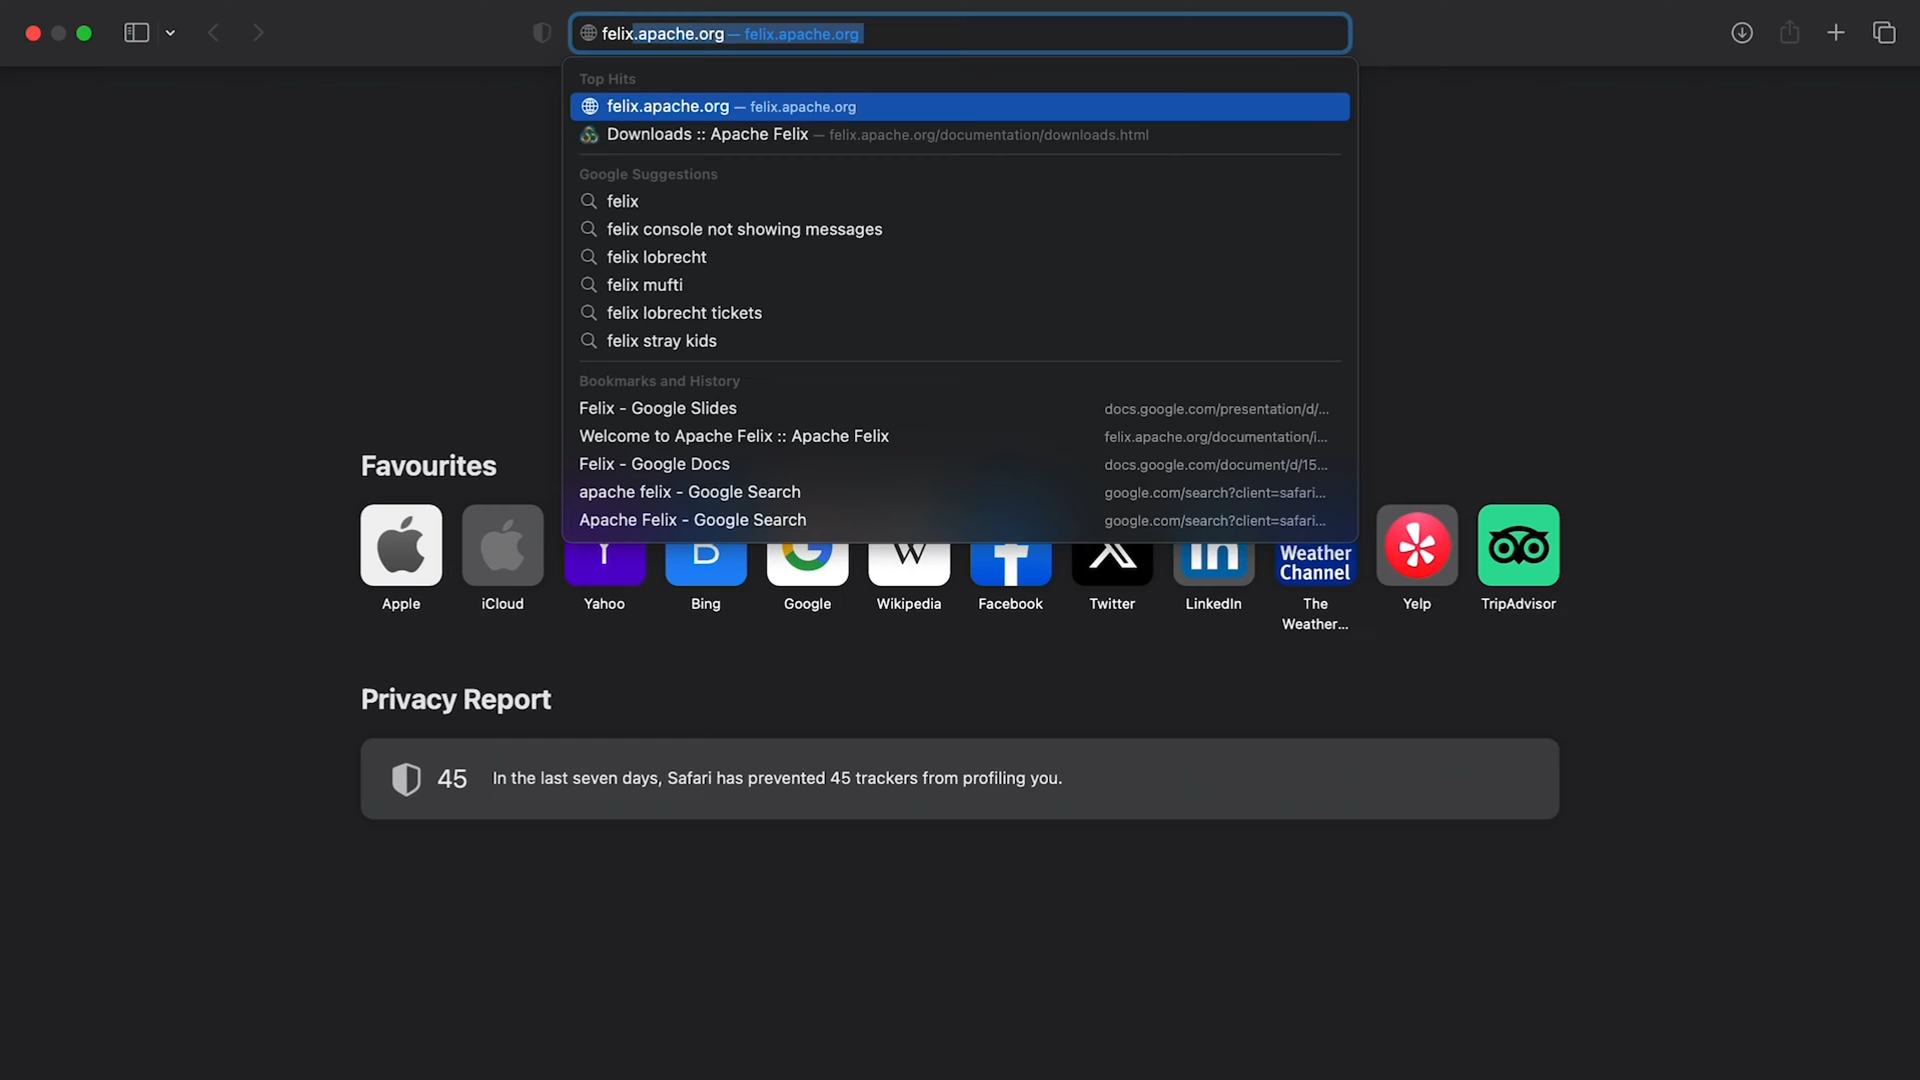 felix.apache.org — felix.apache.org
Top Hits
felix.apache.org — felix.apache.org
Downloads :: Apache Felix — felix.apache.org/documentation/downloads.html
Google Suggestions
felix
felix console not showing messages
felix lobrecht
felix mufti
felix lobrecht tickets
felix stray kids
Bookmarks and History
Felix - Google Slides docs.google.com/presentation/d/...
Welcome to Apache Felix :: Apache Felix felix.apache.org/documentation/i...
Felix - Google Docs docs.google.com/document/d/15...
apache felix - Google Search google.com/search?client=safari...
Apache Felix - Google Search google.com/search?client=safari...
Favourites
Weather
Channel
Apple iCloud Yahoo Bing Google Wikipedia Facebook Twitter LinkedIn The Yelp TripAdvisor
Weather...
Privacy Report
45 In the last seven days, Safari has prevented 45 trackers from profiling you.